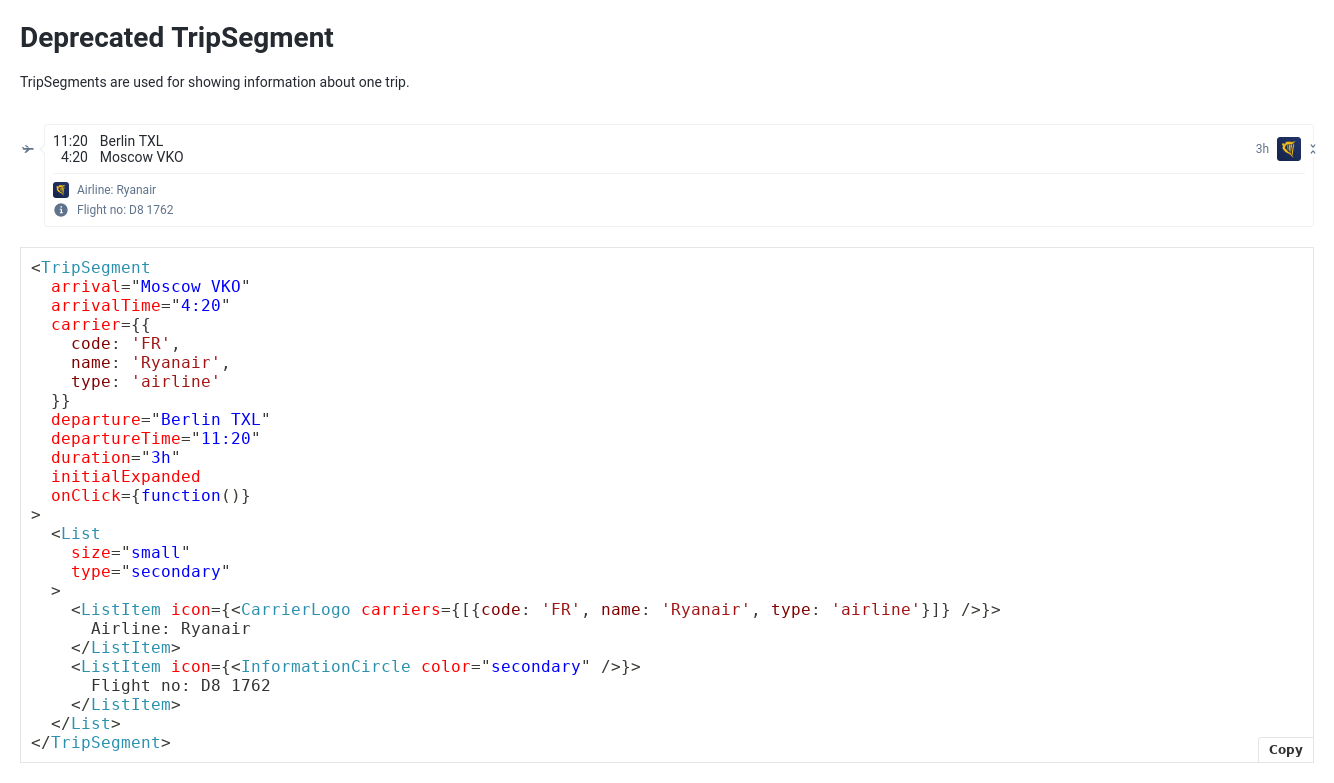 Deprecated TripSegment
TripSegments are used for showing information about one trip.
11:20 Berlin TXL
4:20 Moscow VKO
3h
Airline: Ryanair
Flight no: D8 1762
<TripSegment
  arrival="Moscow VKO"
  arrivalTime="4:20"
  carrier={{
    code: 'FR',
    name: 'Ryanair',
    type: 'airline'
  }}
  departure="Berlin TXL"
  departureTime="11:20"
  duration="3h"
  initialExpanded
  onClick={function()}
>
  <List
    size="small"
    type="secondary"
  >
    <ListItem icon={<CarrierLogo carriers={[{code: 'FR', name: 'Ryanair', type: 'airline'}]} />}>
      Airline: Ryanair
    </ListItem>
    <ListItem icon={<InformationCircle color="secondary" />}>
      Flight no: D8 1762
    </ListItem>
  </List>
</TripSegment>
Copy